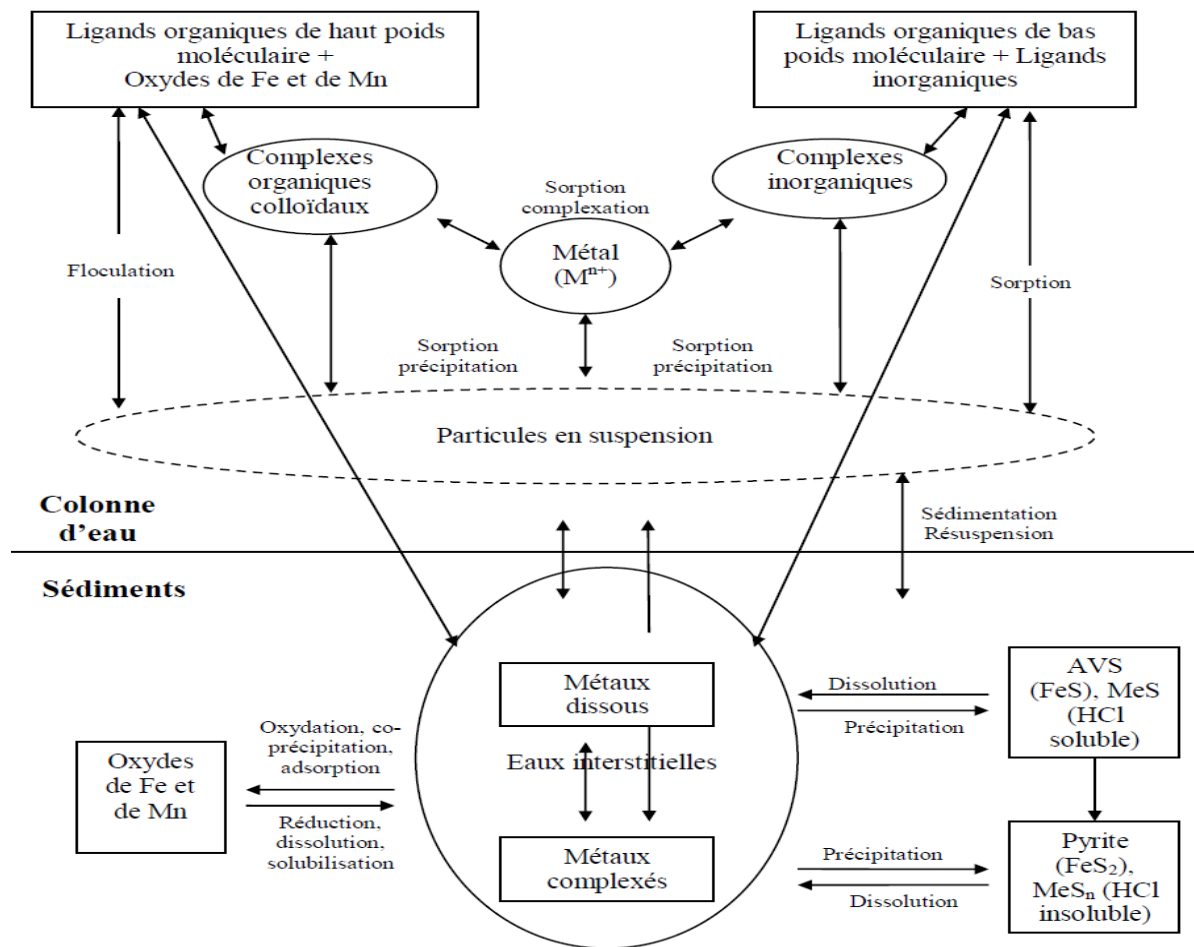 Ligands organiques de haut poids
moléculaire +
Oxydes de Fe et de Mn
Ligands organiques de bas
poids moléculaire + Ligands
inorganiques
Complexes
organiques
colloïdaux
Sorption
complexation
Complexes
inorganiques
Métal
(Mⁿ⁺)
Floculation
Sorption
Sorption
précipitation
Sorption
précipitation
Particules en suspension
Colonne
d’eau
Sédimentation
Résuspension
Sédiments
Métaux
dissous
Eaux interstitielles
Métaux
complexés
Oxydes
de Fe et
de Mn
Oxydation, co-
précipitation,
adsorption
Réduction,
dissolution,
solubilisation
Dissolution
Précipitation
AVS
(FeS), MeS
(HCl
soluble)
Précipitation
Dissolution
Pyrite
(FeS₂),
MeSₙ (HCl
insoluble)